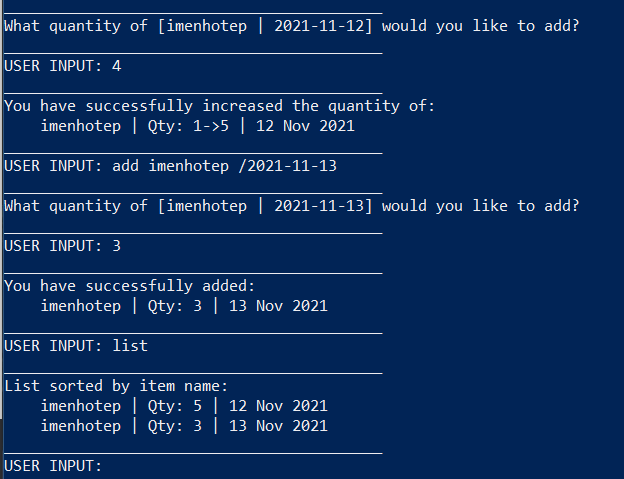 What quantity of [imenhotep | 2021-11-12] would you like to add?
USER INPUT: 4
You have successfully increased the quantity of:
imenhotep | Qty: 1->5 | 12 Nov 2021
USER INPUT: add imenhotep /2021-11-13
What quantity of [imenhotep | 2021-11-13] would you like to add?
USER INPUT: 3
You have successfully added:
imenhotep | Qty: 3 | 13 Nov 2021
USER INPUT: list
List sorted by item name:
imenhotep | Qty: 5 | 12 Nov 2021
imenhotep | Qty: 3 | 13 Nov 2021
USER INPUT: